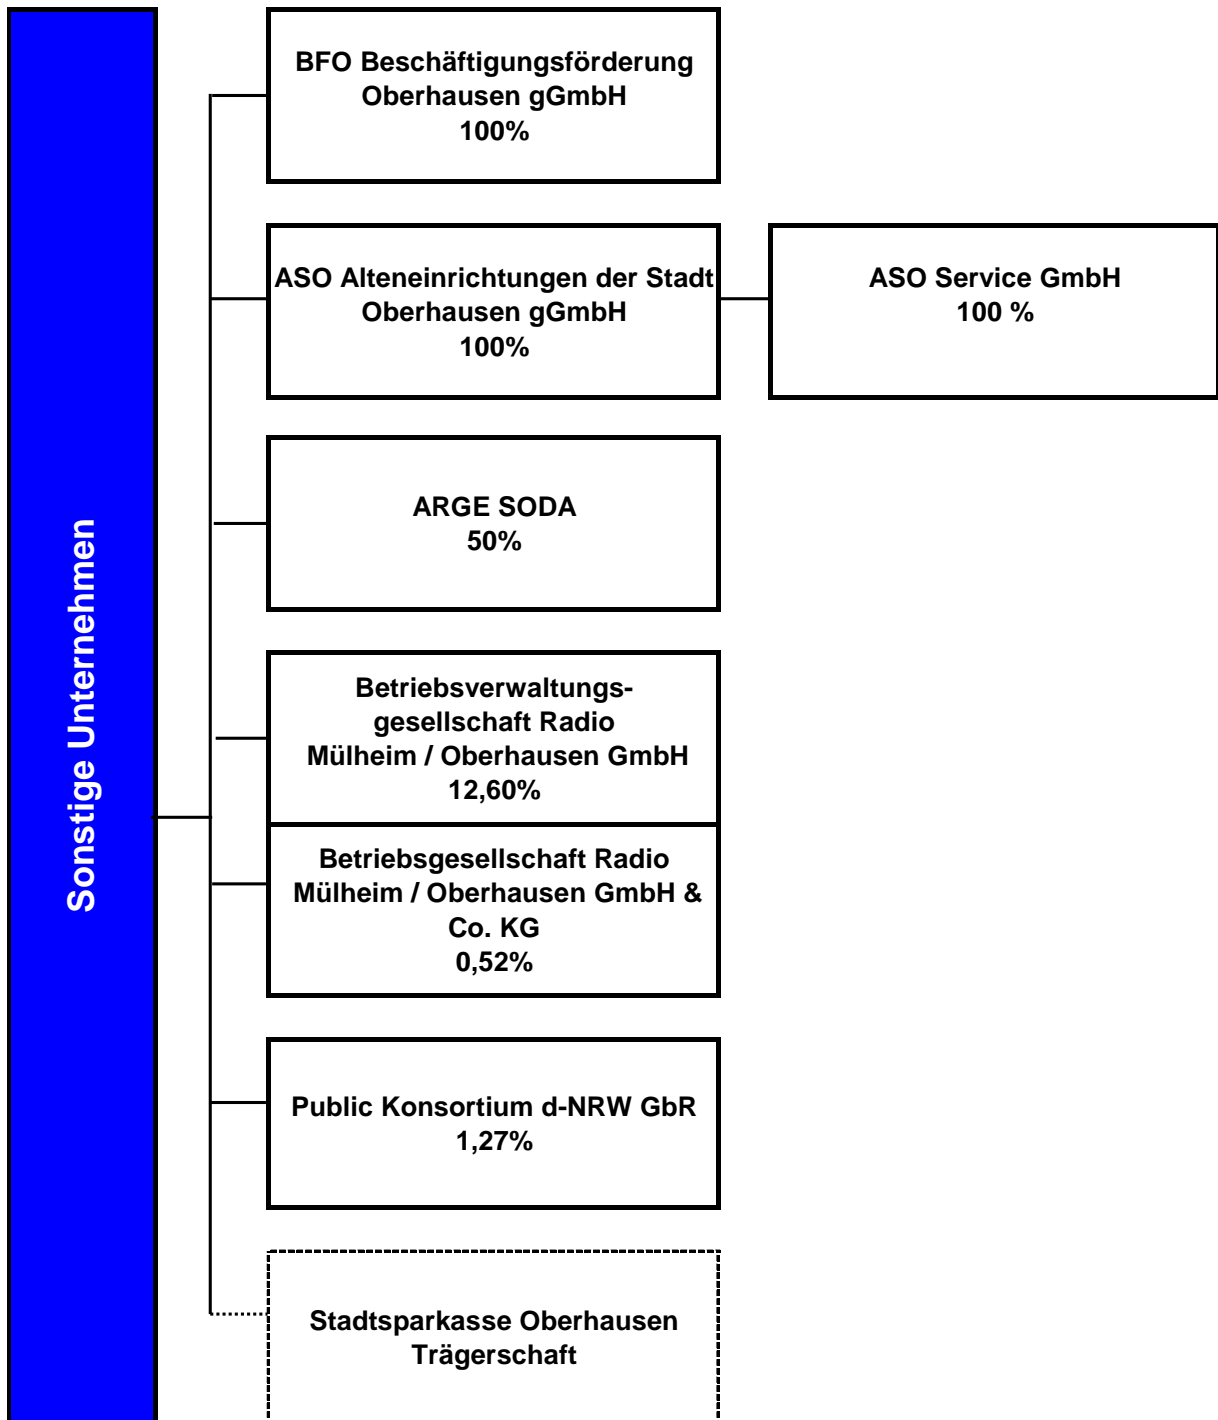 Sonstige Unternehmen
BFO Beschäftigungsförderung
Oberhausen gGmbH
100%
ASO Alteneinrichtungen der Stadt
Oberhausen gGmbH
100%
ASO Service GmbH
100 %
ARGE SODA
50%
Betriebsverwaltungs-
gesellschaft Radio
Mülheim / Oberhausen GmbH
12,60%
Betriebsgesellschaft Radio
Mülheim / Oberhausen GmbH &
Co. KG
0,52%
Public Konsortium d-NRW GbR
1,27%
Stadtsparkasse Oberhausen
Trägerschaft